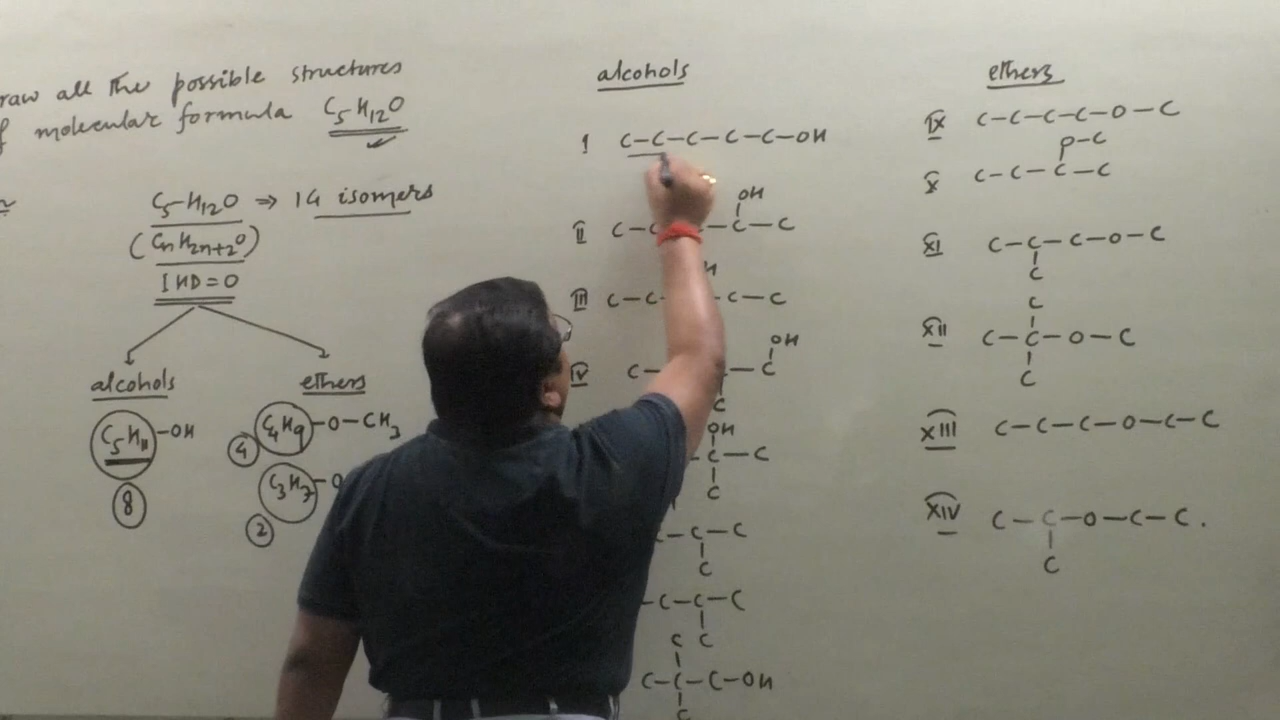 raw all the possible structures
f molecular formula C5H12O
C5H12O ⇒ 14 isomers
(CnH2n+2O)
IHD=0
alcohols
ethers
C5H11-OH
8
4
C4H9-O-CH3
C3H7-O
2
alcohols
I C-C-C-C-C-OH
OH
II C-C-C-C
III C-C-C-C
OH
IV C-C
C
OH
C-C
C
C-C-C
C
-C-C-C
C
C
C-C-C-OH
C
ethers
IX C-C-C-C-O-C
O-C
X C-C-C-C
XI C-C-C-O-C
C
C
XII C-C-O-C
C
XIII C-C-C-O-C-C
XIV C-C-O-C-C.
C